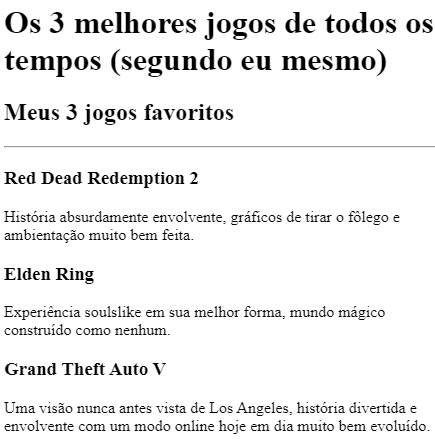 Os 3 melhores jogos de todos os
tempos (segundo eu mesmo)
Meus 3 jogos favoritos
Red Dead Redemption 2
História absurdamente envolvente, gráficos de tirar o fôlego e
ambientação muito bem feita.
Elden Ring
Experiência soulslike em sua melhor forma, mundo mágico
construído como nenhum.
Grand Theft Auto V
Uma visão nunca antes vista de Los Angeles, história divertida e
envolvente com um modo online hoje em dia muito bem evoluído.